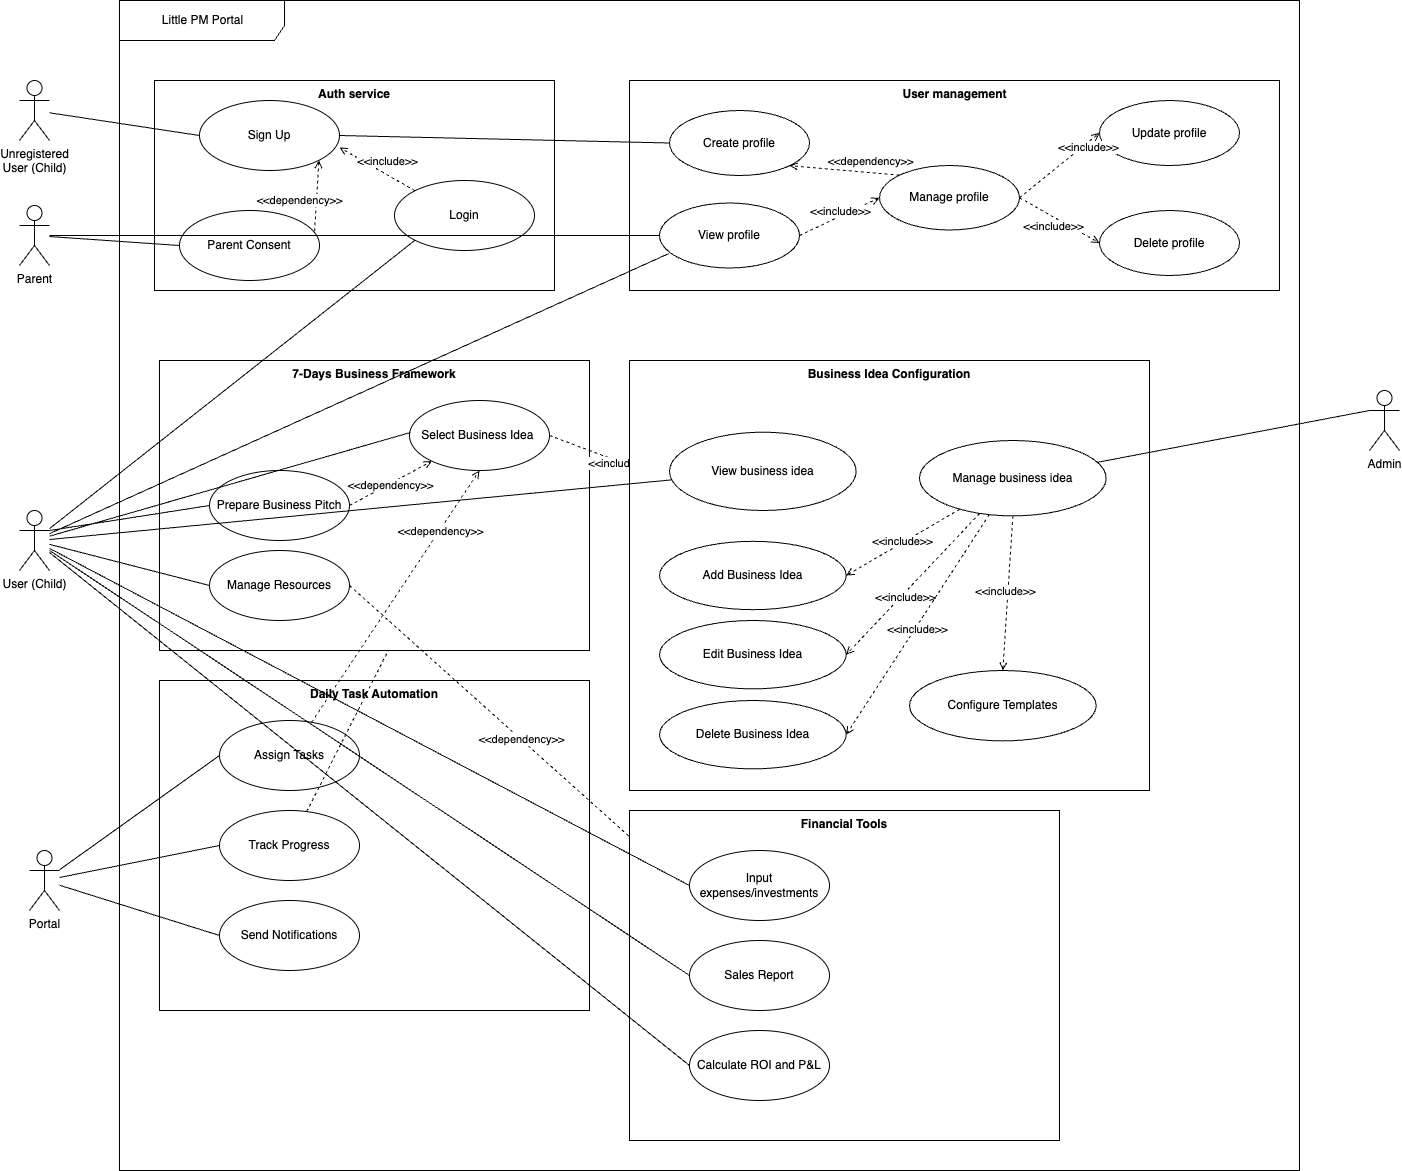 Little PM Portal
Auth service
User management
Sign Up
Create profile
Update profile
<<include>>
<<include>>
Unregistered
User (Child)
<<dependency>>
Manage profile
<<dependency>>
<<include>>
Login
View profile
<<include>>
Parent Consent
Delete profile
Parent
7-Days Business Framework
Business Idea Configuration
Select Business Idea
<<includ
View business idea
Manage business idea
Admin
<<dependency>>
Prepare Business Pitch
<<dependency>>
<<include>>
Manage Resources
User (Child)
Add Business Idea
<<include>>
<<include>>
<<include>>
Edit Business Idea
Daily Task Automation
Configure Templates
Delete Business Idea
<<dependency>>
Assign Tasks
Financial Tools
Track Progress
Input
expenses/investments
Portal
Send Notifications
Sales Report
Calculate ROI and P&L